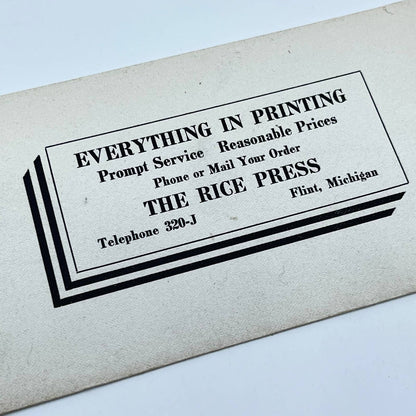 EVERYTHING IN PRINTING
Prompt Service Reasonable Prices
Phone or Mail Your Order
THE RICE PRESS
Telephone 320-J Flint, Michigan